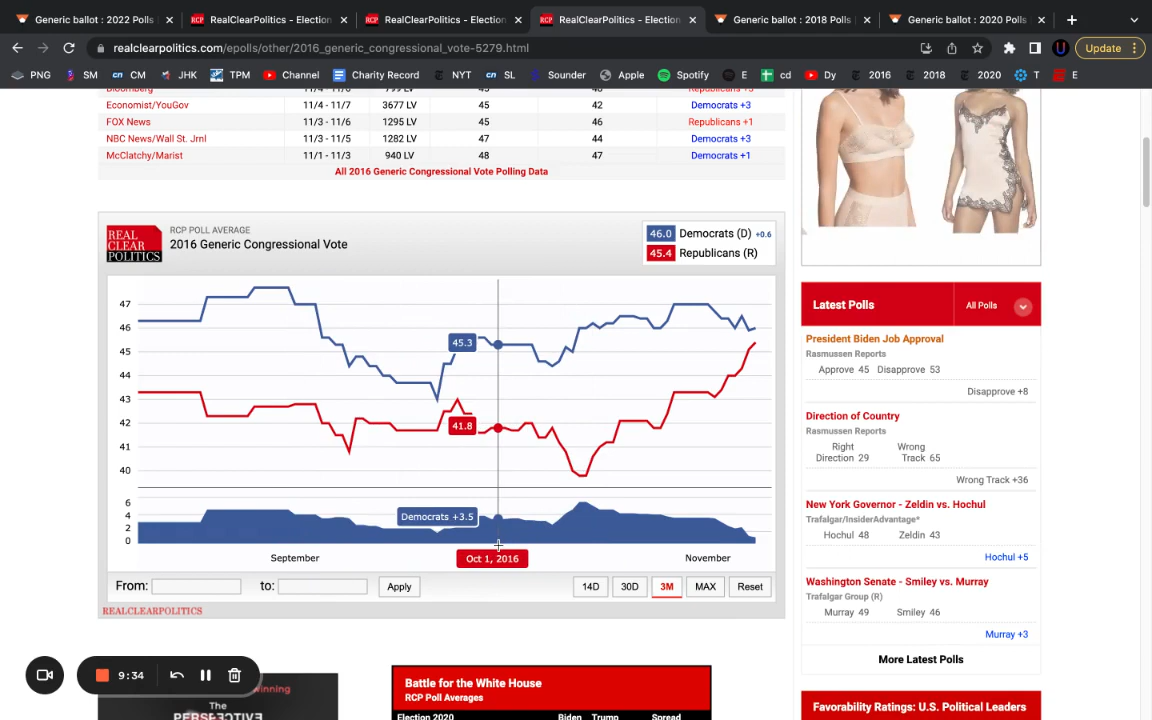 Generic ballot : 2022 Polls
RealClearPolitics - Election
RealClearPolitics - Election
RealClearPolitics - Election
Generic ballot : 2018 Polls
Generic ballot : 2020 Polls
realclearpolitics.com/epolls/other/2016_generic_congressional_vote-5279.html
U
Update
PNG
SM
CM
JHK
TPM
Channel
Charity Record
NYT
SL
Sounder
Apple
Spotify
E
cd
Dy
2016
2018
2020
T
E
Economist/YouGov 11/4 - 11/7 3677 LV 45 42 Democrats +3
FOX News 11/3 - 11/6 1295 LV 45 46 Republicans +1
NBC News/Wall St. Jrnl 11/3 - 11/5 1282 LV 47 44 Democrats +3
McClatchy/Marist 11/1 - 11/3 940 LV 48 47 Democrats +1
All 2016 Generic Congressional Vote Polling Data
REAL
CLEAR
POLITICS
RCP POLL AVERAGE
2016 Generic Congressional Vote
46.0 Democrats (D) +0.6
45.4 Republicans (R)
47
46
45
44
43
42
41
40
45.3
41.8
6
4
2
0
Democrats +3.5
September
Oct 1, 2016
November
From: to: Apply
14D 30D 3M MAX Reset
REALCLEARPOLITICS
Latest Polls
All Polls
President Biden Job Approval
Rasmussen Reports
Approve 45 Disapprove 53
Disapprove +8
Direction of Country
Rasmussen Reports
Right Wrong
Direction 29 Track 65
Wrong Track +36
New York Governor - Zeldin vs. Hochul
Trafalgar/InsiderAdvantage*
Hochul 48 Zeldin 43
Hochul +5
Washington Senate - Smiley vs. Murray
Trafalgar Group (R)
Murray 49 Smiley 46
Murray +3
More Latest Polls
Favorability Ratings: U.S. Political Leaders
9:34
winning
The
PERSPECTIVE
Battle for the White House
RCP Poll Averages
Election 2020 Biden Trump Spread